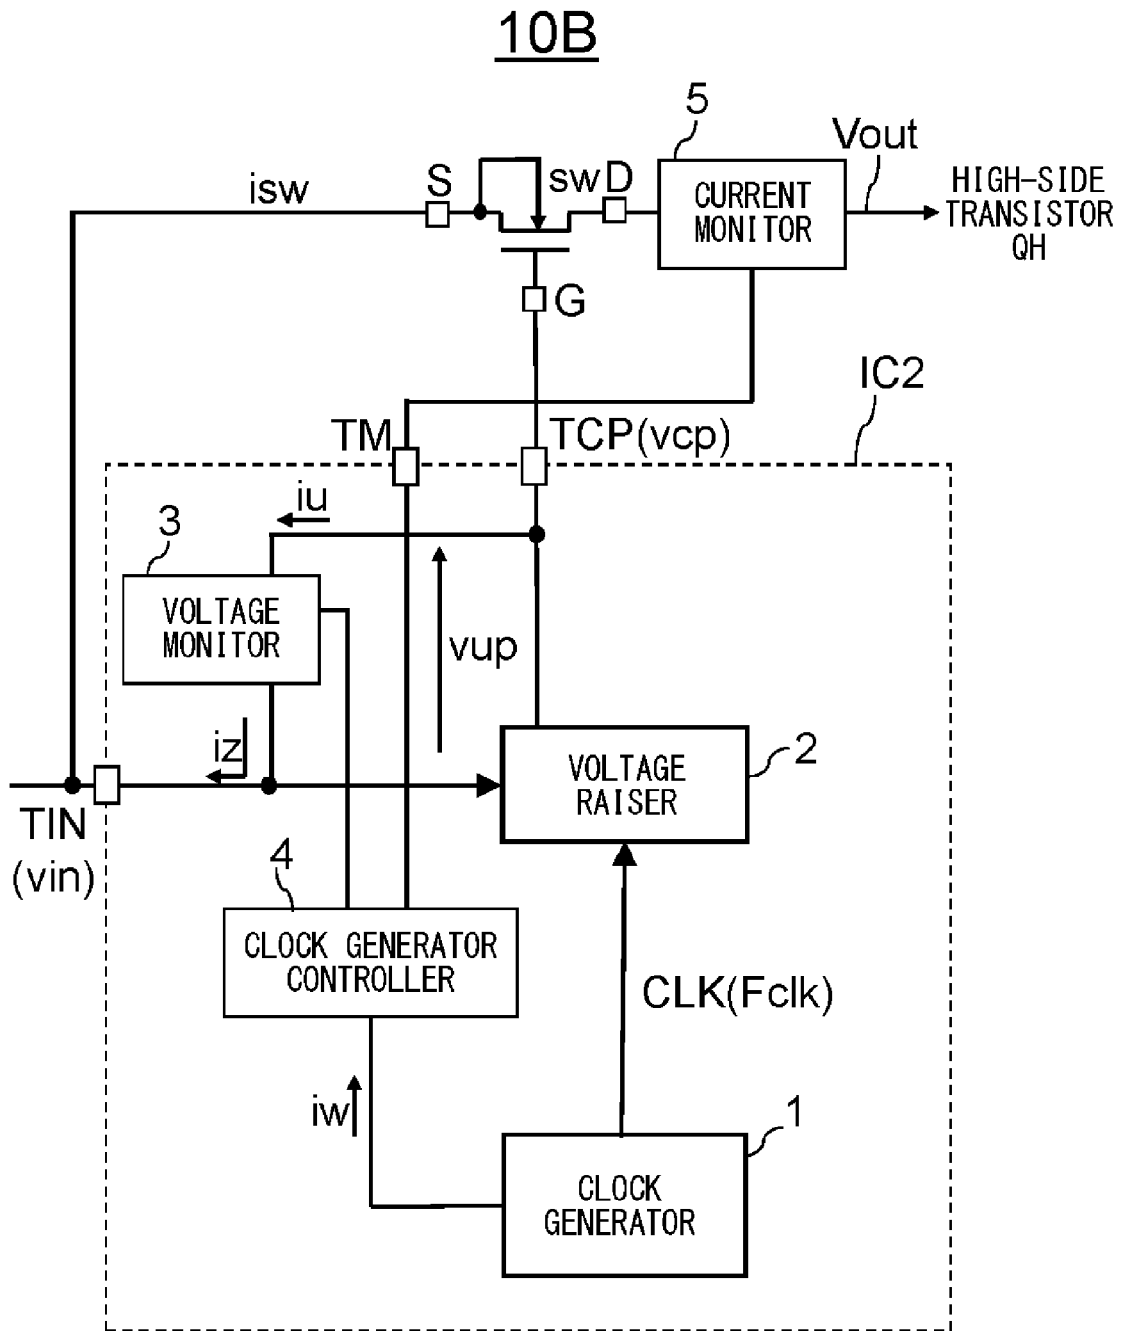 10B
5
Vout
isw
S
sw
D
CURRENT
MONITOR
HIGH-SIDE
TRANSISTOR
QH
G
IC2
TM
TCP(vcp)
iu
3
VOLTAGE
MONITOR
vup
iz
2
VOLTAGE
RAISER
TIN
(vin)
4
CLOCK GENERATOR
CONTROLLER
CLK(Fclk)
iw
1
CLOCK
GENERATOR